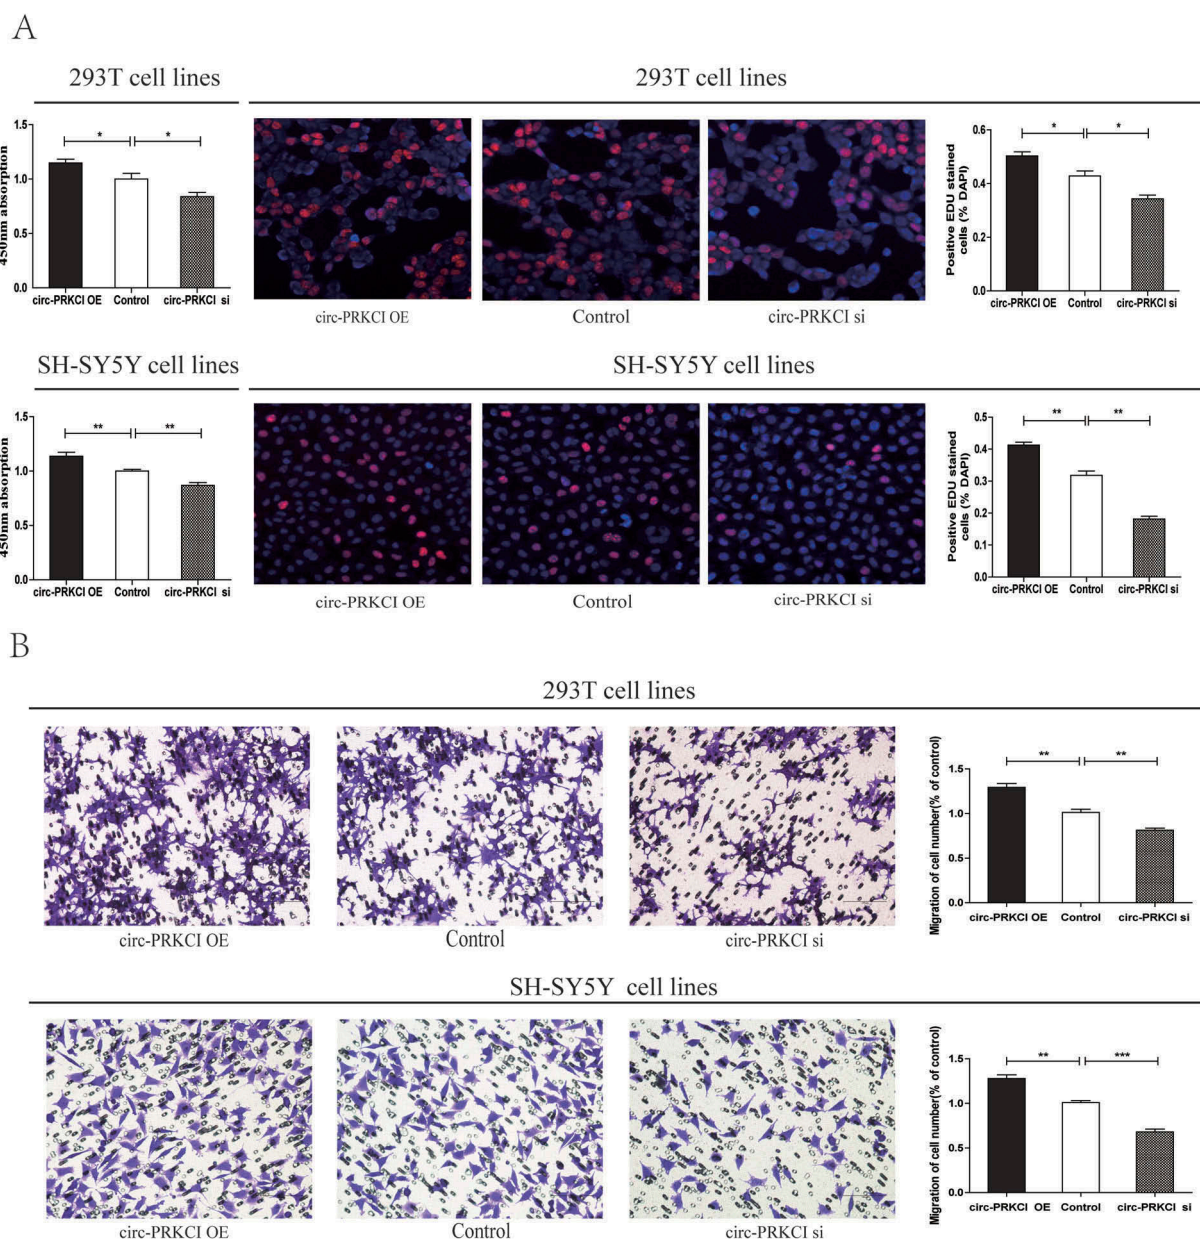 A
293T cell lines
293T cell lines
450nm absorption
1.5
1.0
0.5
0.0
*
*
circ-PRKCI OE
Control
circ-PRKCI si
circ-PRKCI OE
Control
circ-PRKCI si
Positive EDU stained
cells (% DAPI)
0.6
0.4
0.2
0.0
*
*
circ-PRKCI OE
Control
circ-PRKCI si
SH-SY5Y cell lines
SH-SY5Y cell lines
450nm absorption
1.5
1.0
0.5
0.0
**
**
circ-PRKCI OE
Control
circ-PRKCI si
circ-PRKCI OE
Control
circ-PRKCI si
Positive EDU stained
cells (% DAPI)
0.5
0.4
0.3
0.2
0.1
0.0
**
**
circ-PRKCI OE
Control
circ-PRKCI si
B
293T cell lines
circ-PRKCI OE
Control
circ-PRKCI si
Migration of cell number(% of control)
1.5
1.0
0.5
0.0
**
**
circ-PRKCI OE
Control
circ-PRKCI si
SH-SY5Y cell lines
circ-PRKCI OE
Control
circ-PRKCI si
Migration of cell number(% of control)
1.5
1.0
0.5
0.0
**
***
circ-PRKCI OE
Control
circ-PRKCI si